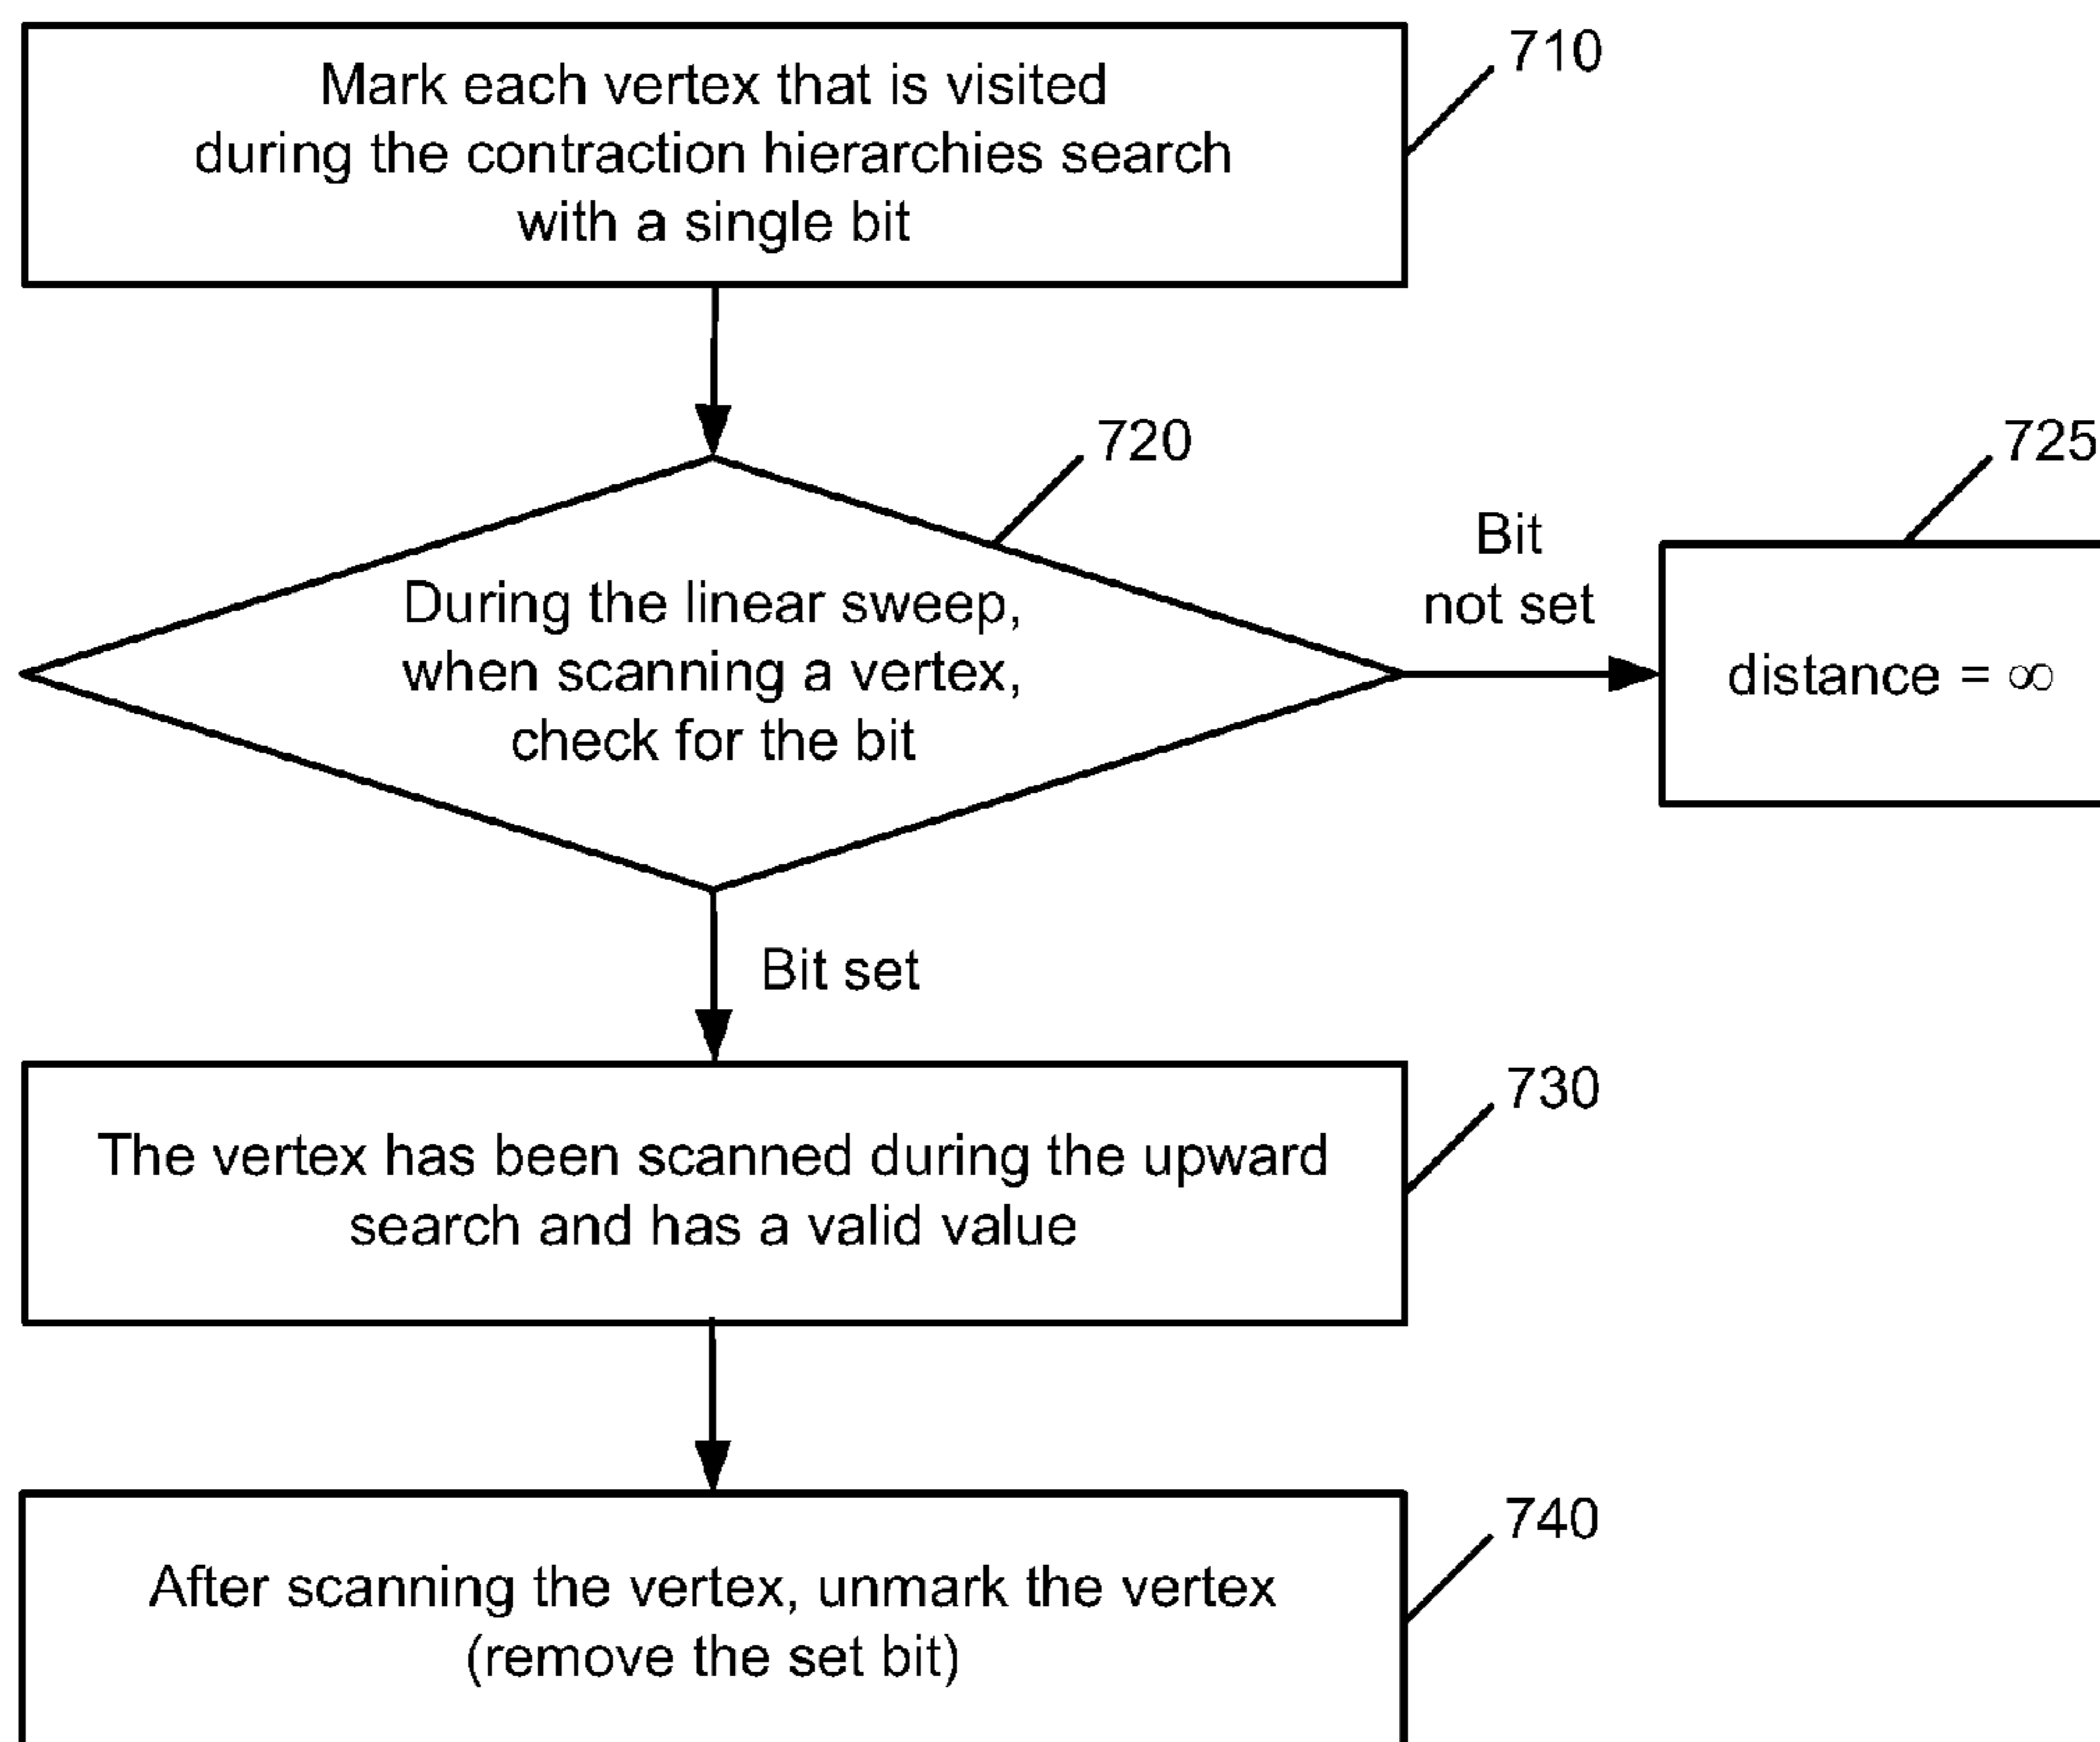 710
Mark each vertex that is visited
during the contraction hierarchies search
with a single bit
720
725
Bit
not set
During the linear sweep,
when scanning a vertex,
check for the bit
distance = ∞
Bit set
730
The vertex has been scanned during the upward
search and has a valid value
740
After scanning the vertex, unmark the vertex
(remove the set bit)